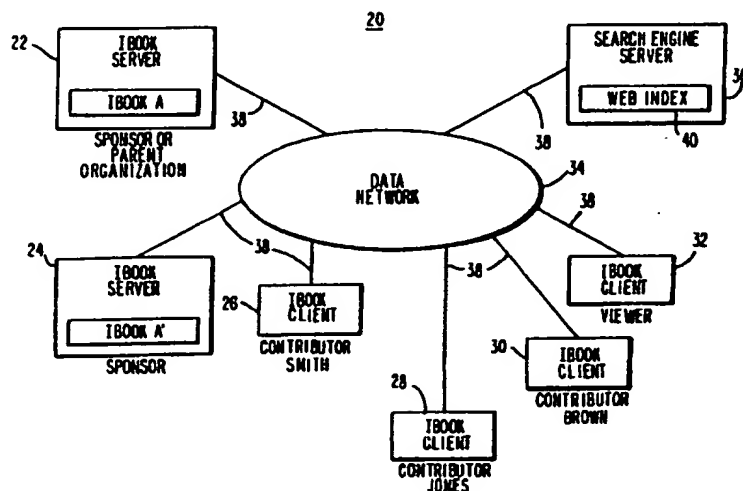 20
22
IBOOK
SERVER
IBOOK A
SPONSOR OR
PARENT
ORGANIZATION
38
SEARCH ENGINE
SERVER
WEB INDEX
40
38
DATA
NETWORK
34
24
IBOOK
SERVER
IBOOK A'
SPONSOR
38
26
IBOOK
CLIENT
CONTRIBUTOR
SMITH
38
28
IBOOK
CLIENT
CONTRIBUTOR
JONES
30
IBOOK
CLIENT
CONTRIBUTOR
BROWN
38
32
IBOOK
CLIENT
VIEWER